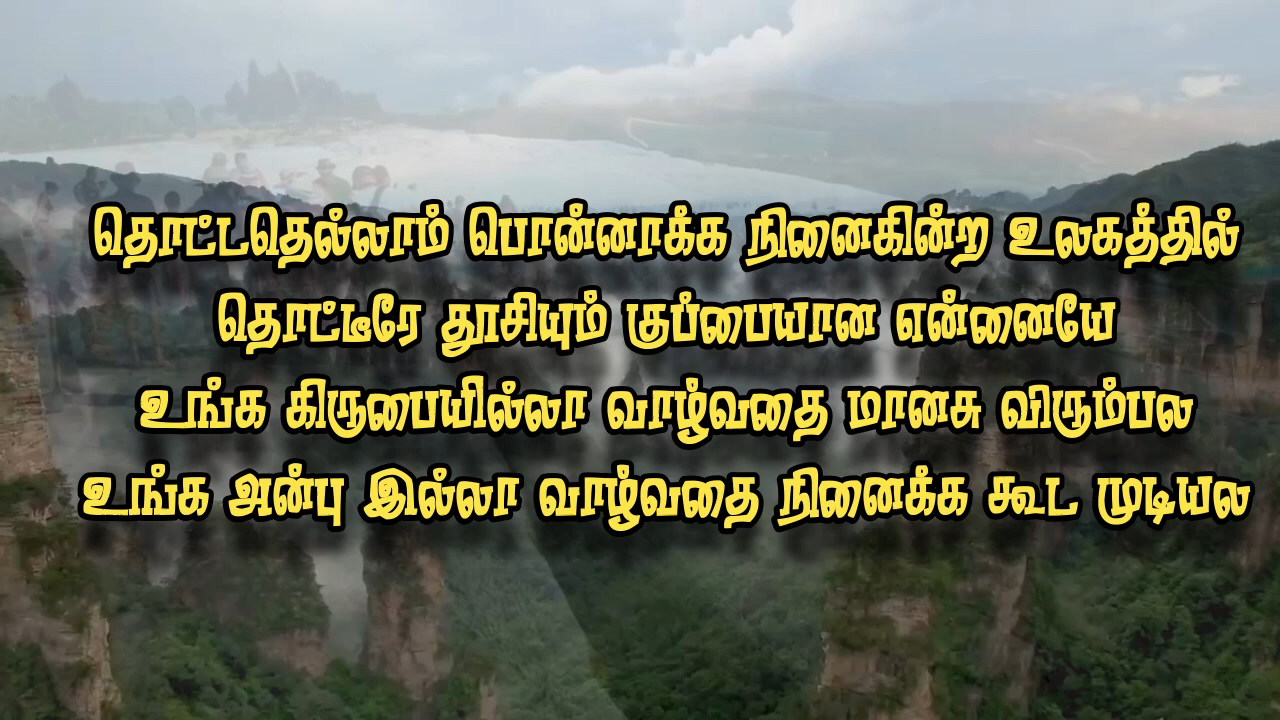 தொட்டதெல்லாம் பொன்னாக்க நினைகின்ற உலகத்தில்
தொட்டீரே தூசியும் குப்பையான என்னையே
உங்க கிருபையில்லா வாழ்வதை மானசு விரும்பல
உங்க அன்பு இல்லா வாழ்வதை நினைக்க கூட முடியல